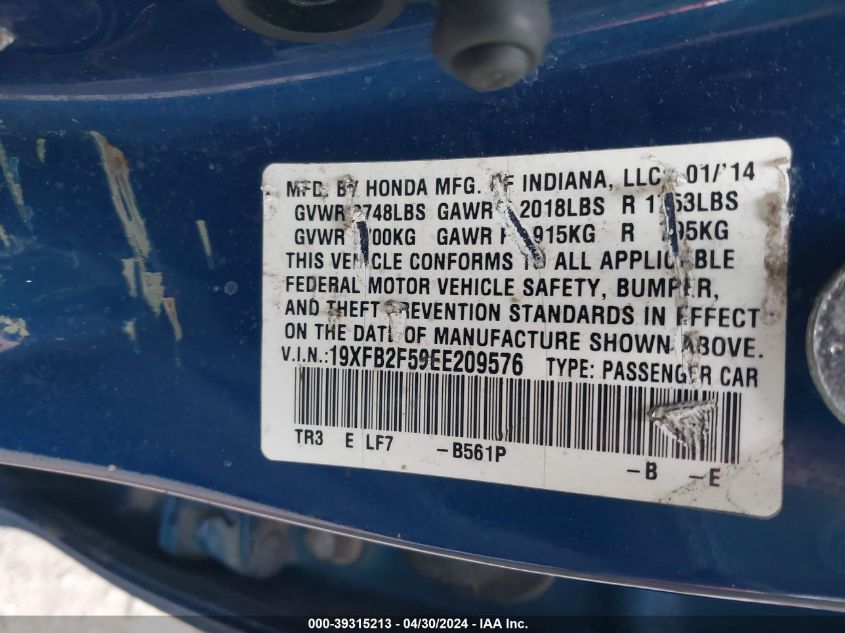 MFD. BY HONDA MFG. OF INDIANA, LLC 01/'14
GVWR 748LBS GAWR 2018LBS R
GVWR GAWR 915KG R
THIS VEHICLE CONFORMS TO ALL APPLICABLE
FEDERAL MOTOR VEHICLE SAFETY, BUMPER,
AND THEFT PREVENTION STANDARDS IN EFFECT
ON THE DATE OF MANUFACTURE SHOWN ABOVE.
V.I.N.: 19XFB2F59EE209576 TYPE: PASSENGER CAR
TR3 E LF7 -B561P -B -E
000-39315213 - 04/30/2024 - IAA Inc.